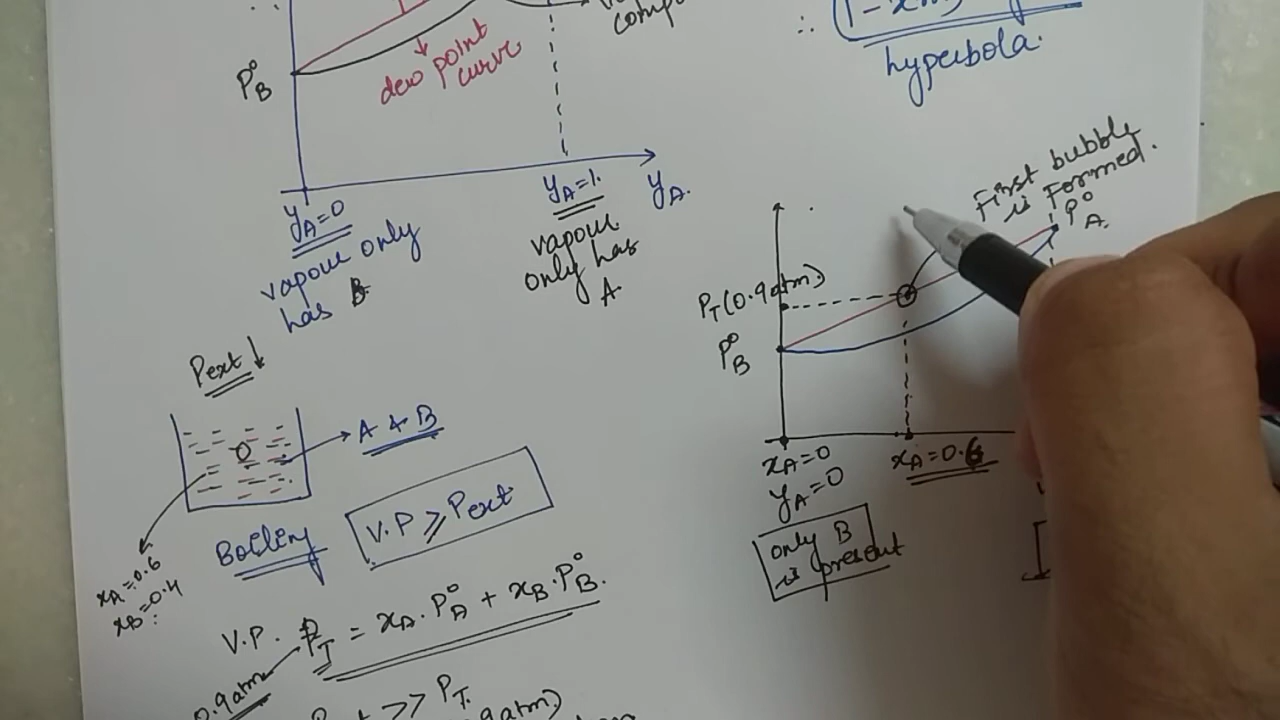 P°B
dew point
curve
yA=0
vapour only
has B
yA=1.
vapour
only has
A
yA.
hyperbola.
First bubble
is formed.
P°A.
PT(0.9atm)
P°B
xA=0
yA=0
xA=0.6
only B
is present
Pext ↓
A & B
xA=0.6
xB=0.4
Boiling
V.P ≥ Pext
V.P. PT = xA.P°A + xB.P°B.
0.9atm
>> PT.